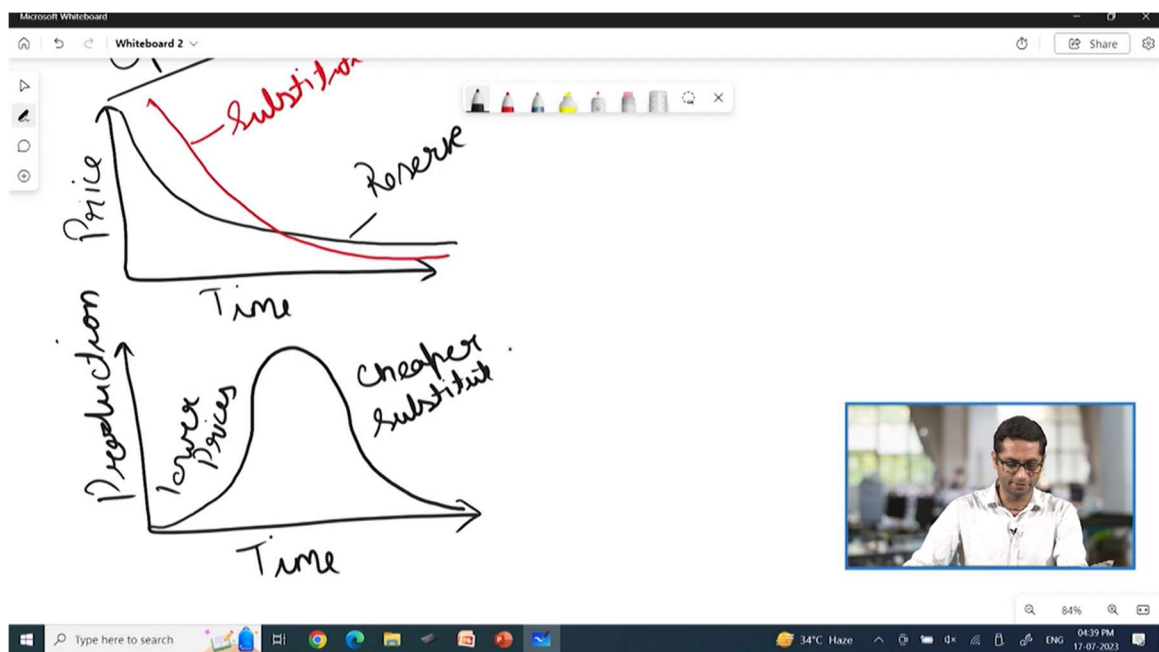 Microsoft Whiteboard
Whiteboard 2
Share
Substitute
Reserve
Price
Time
Production
Lower
Prices
Cheaper
Substitute
Time
84%
Type here to search
34°C Haze
ENG
04:39 PM
17-07-2023